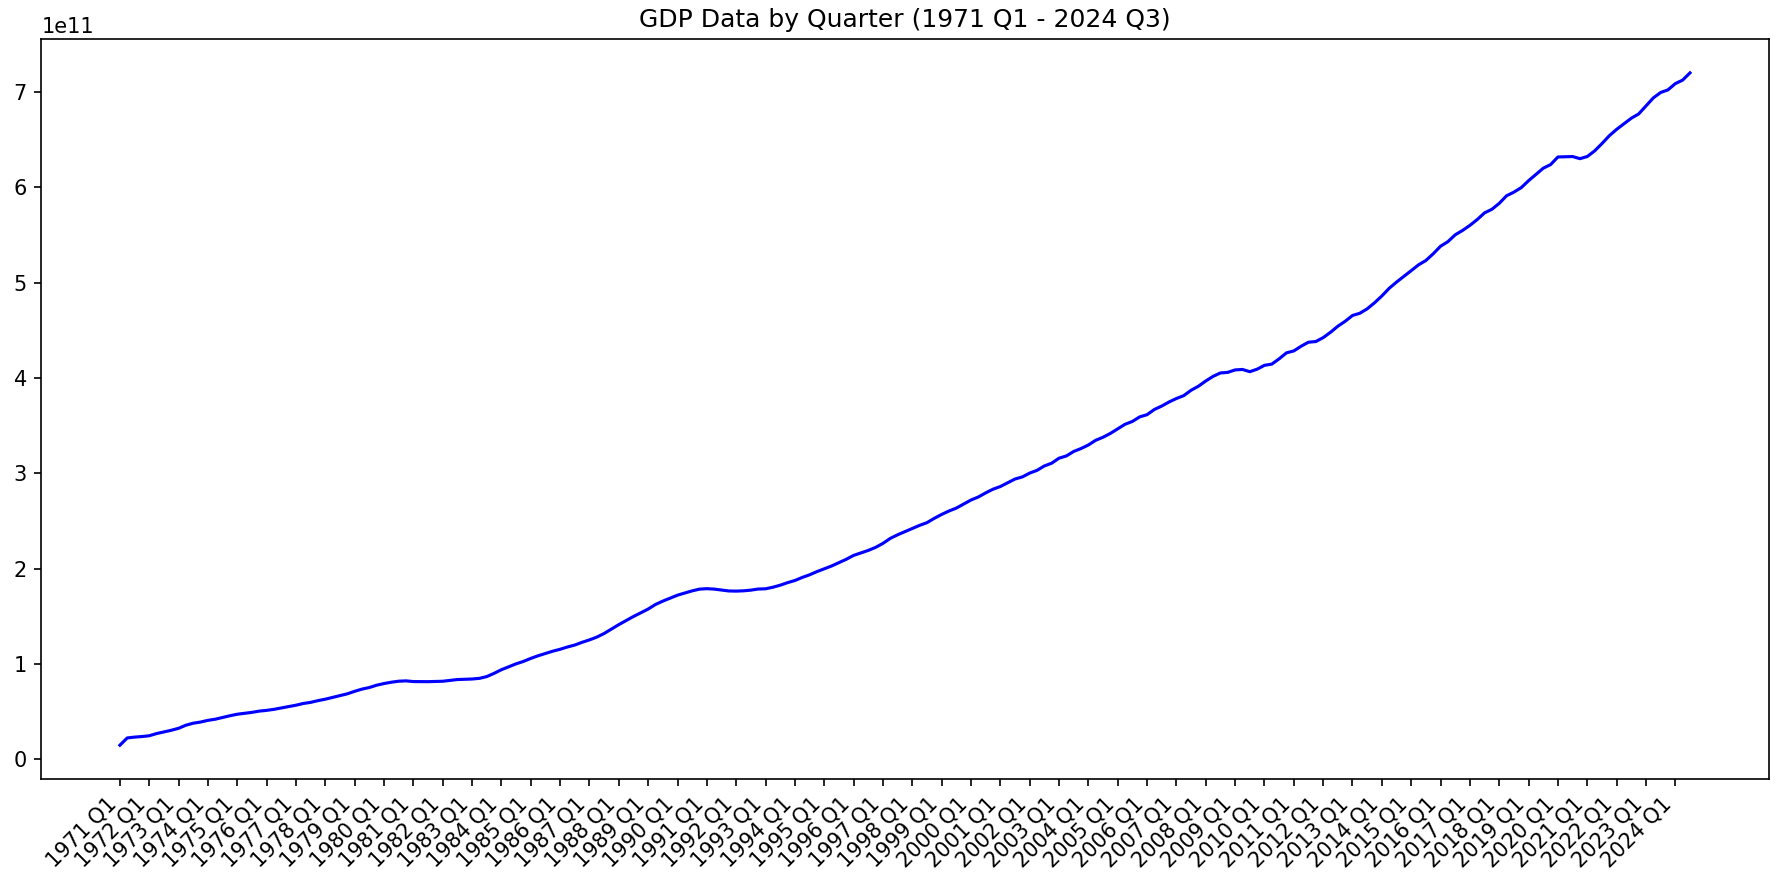 GDP Data by Quarter (1971 Q1 - 2024 Q3)
1e11
7
6
5
4
3
2
1
0
1971 Q1
1972 Q1
1973 Q1
1974 Q1
1975 Q1
1976 Q1
1977 Q1
1978 Q1
1979 Q1
1980 Q1
1981 Q1
1982 Q1
1983 Q1
1984 Q1
1985 Q1
1986 Q1
1987 Q1
1988 Q1
1989 Q1
1990 Q1
1991 Q1
1992 Q1
1993 Q1
1994 Q1
1995 Q1
1996 Q1
1997 Q1
1998 Q1
1999 Q1
2000 Q1
2001 Q1
2002 Q1
2003 Q1
2004 Q1
2005 Q1
2006 Q1
2007 Q1
2008 Q1
2009 Q1
2010 Q1
2011 Q1
2012 Q1
2013 Q1
2014 Q1
2015 Q1
2016 Q1
2017 Q1
2018 Q1
2019 Q1
2020 Q1
2021 Q1
2022 Q1
2023 Q1
2024 Q1